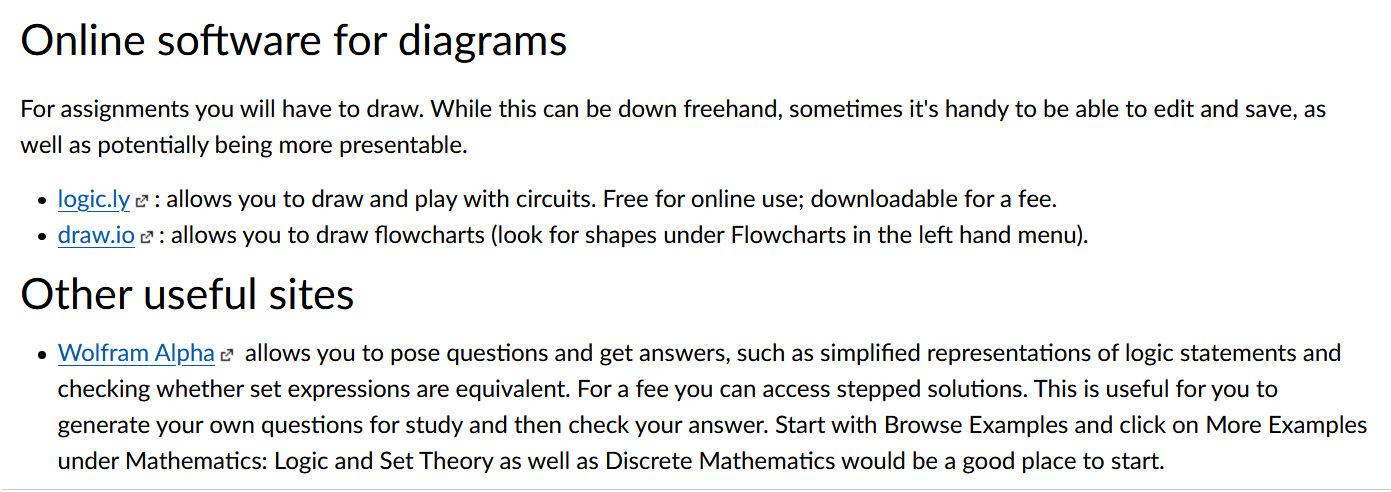 Online software for diagrams
For assignments you will have to draw. While this can be down freehand, sometimes it's handy to be able to edit and save, as
well as potentially being more presentable.
• logic.ly : allows you to draw and play with circuits. Free for online use; downloadable for a fee.
• draw.io : allows you to draw flowcharts (look for shapes under Flowcharts in the left hand menu).
Other useful sites
• Wolfram Alpha allows you to pose questions and get answers, such as simplified representations of logic statements and
checking whether set expressions are equivalent. For a fee you can access stepped solutions. This is useful for you to
generate your own questions for study and then check your answer. Start with Browse Examples and click on More Examples
under Mathematics: Logic and Set Theory as well as Discrete Mathematics would be a good place to start.